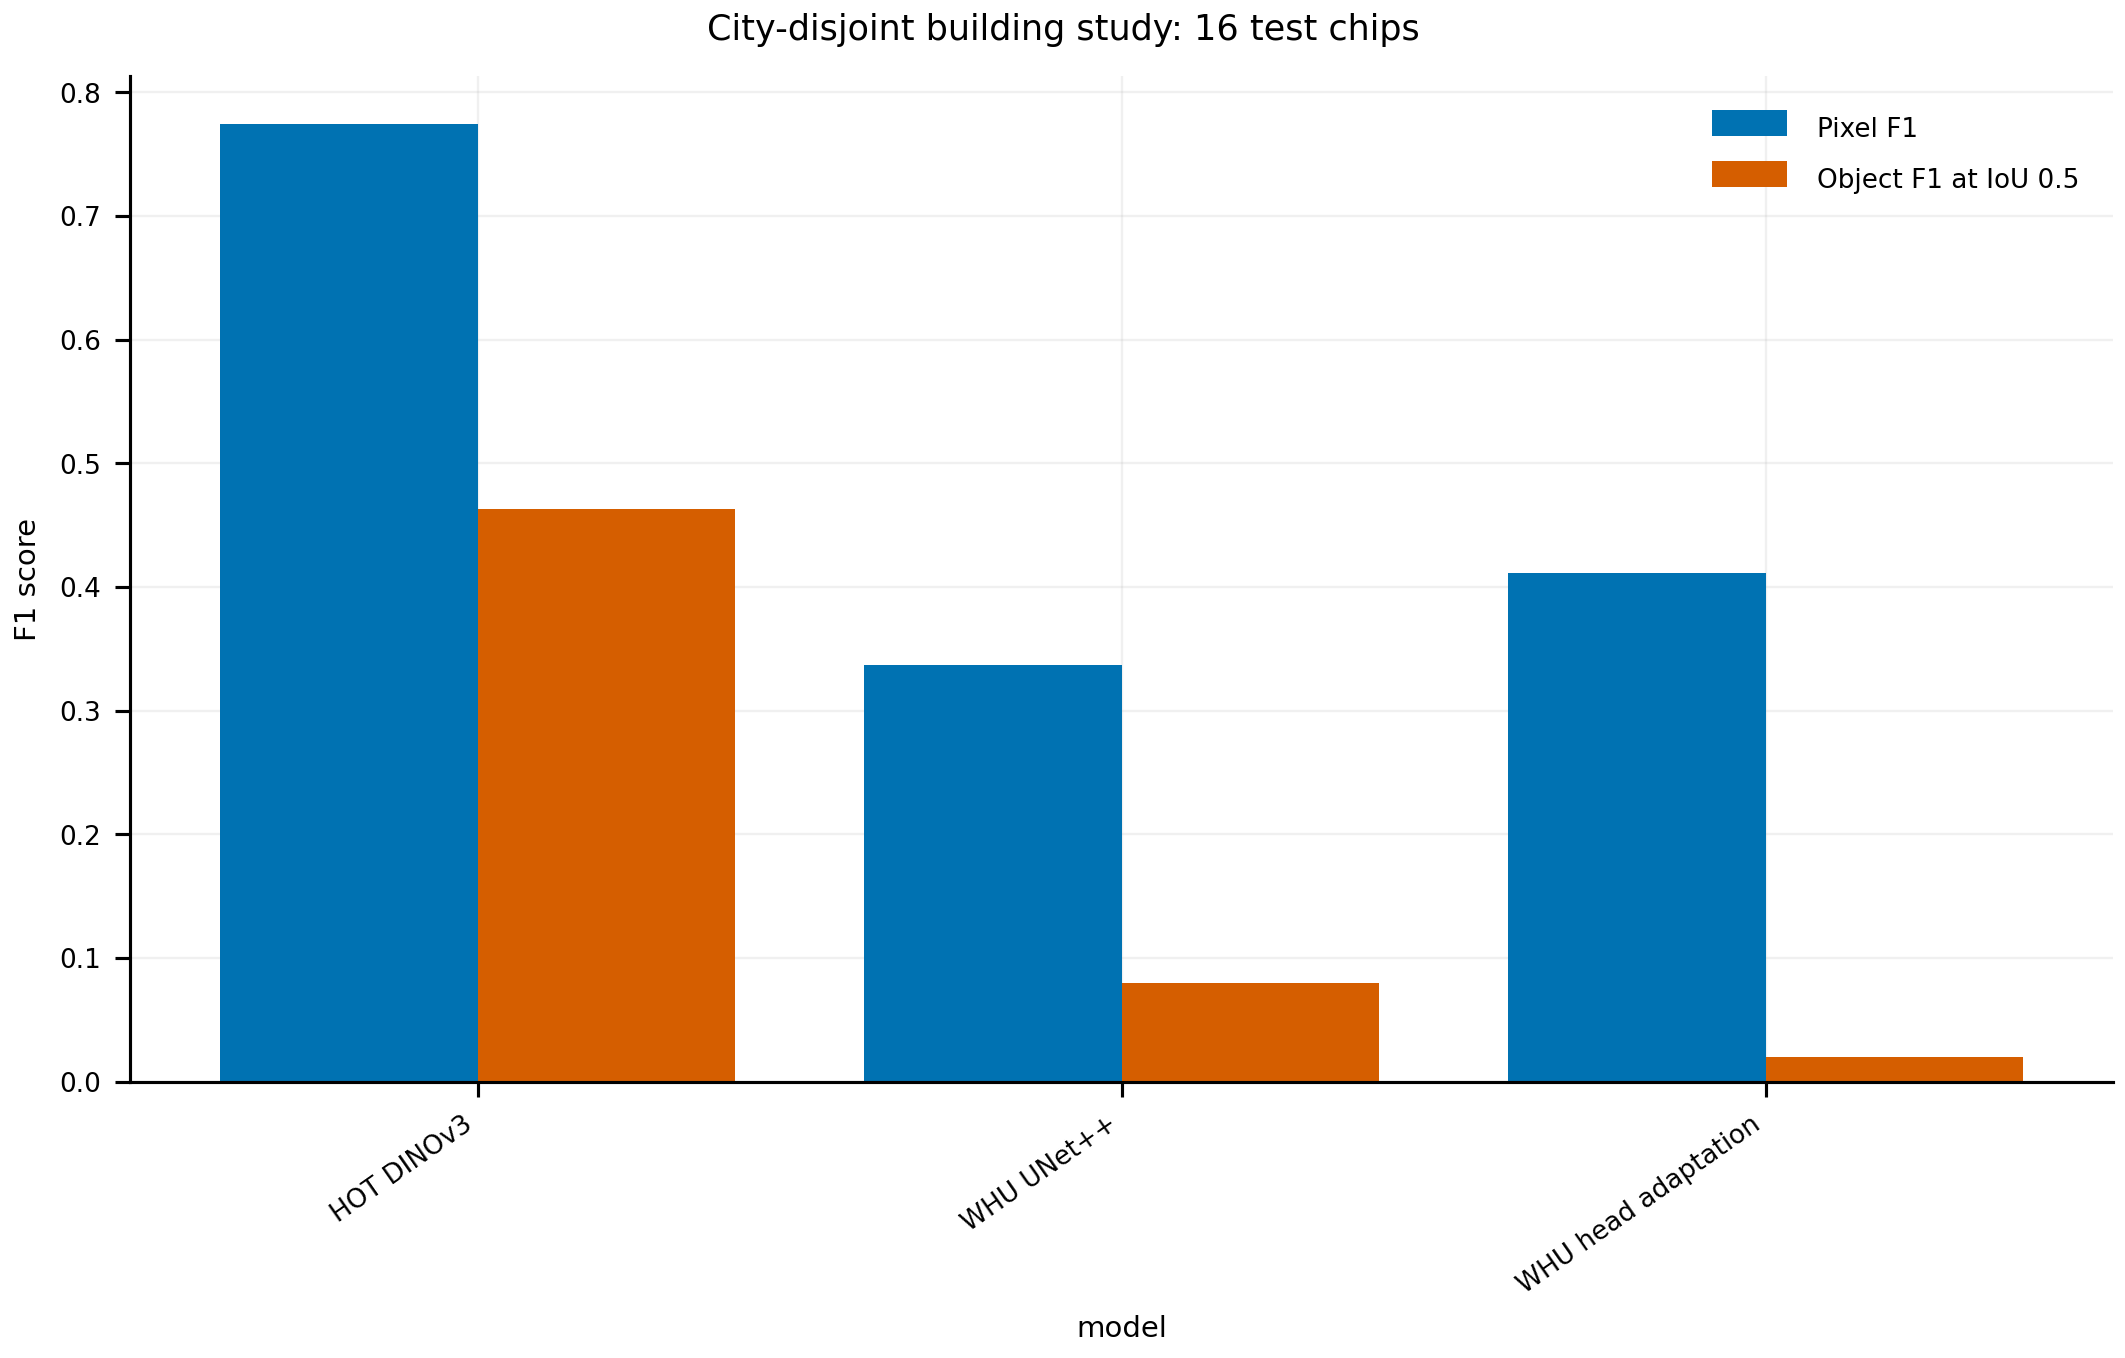 City-disjoint building study: 16 test chips
Pixel F1
Object F1 at IoU 0.5
F1 score
0.8
0.7
0.6
0.5
0.4
0.3
0.2
0.1
0.0
HOT DINOv3
WHU UNet++
WHU head adaptation
model